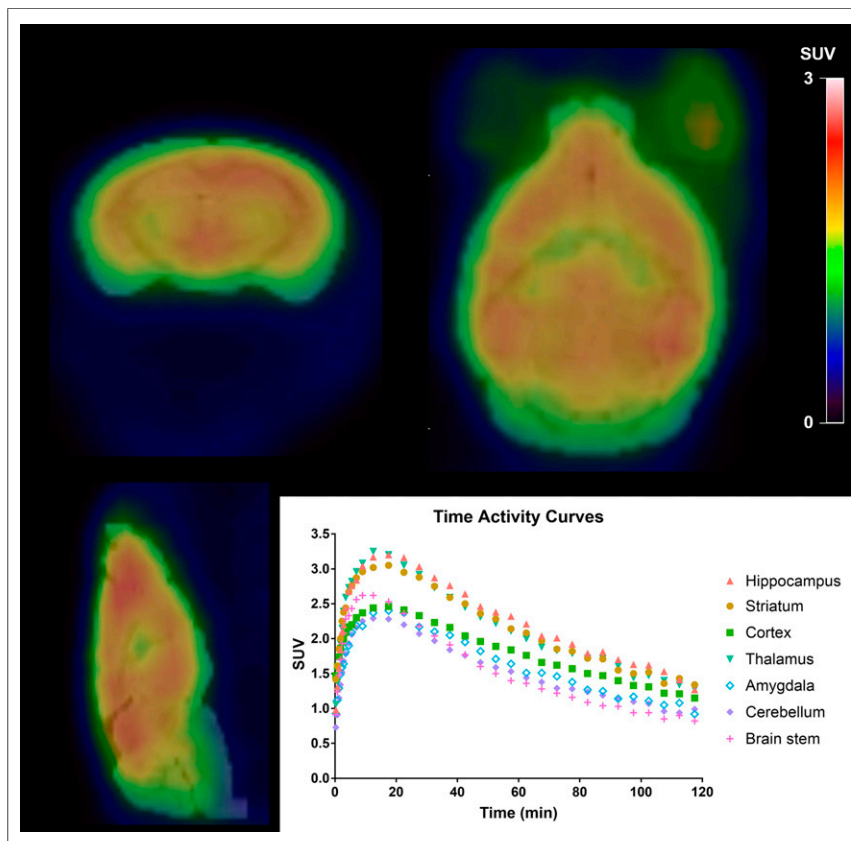 SUV
3
0
Time Activity Curves
3.5
3.0
2.5
2.0
1.5
1.0
0.5
0.0
SUV
0
20
40
60
80
100
120
Time (min)
Hippocampus
Striatum
Cortex
Thalamus
Amygdala
Cerebellum
Brain stem